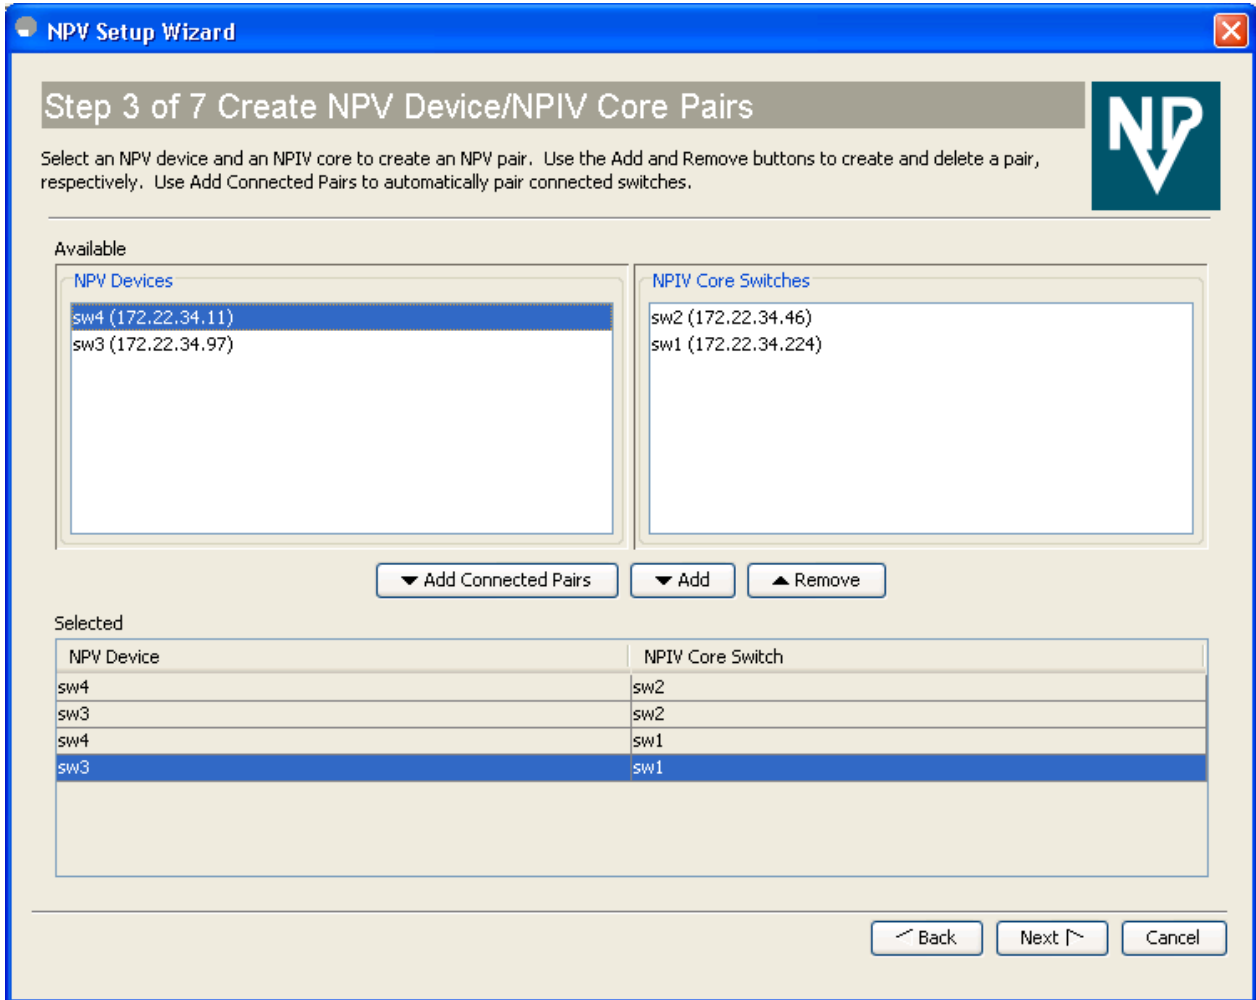 NPV Setup Wizard
Step 3 of 7 Create NPV Device/NPIV Core Pairs
NPV
Select an NPV device and an NPIV core to create an NPV pair. Use the Add and Remove buttons to create and delete a pair,
respectively. Use Add Connected Pairs to automatically pair connected switches.
Available
NPV Devices
NPIV Core Switches
sw4 (172.22.34.11)
sw2 (172.22.34.46)
sw3 (172.22.34.97)
sw1 (172.22.34.224)
Add Connected Pairs
Add
Remove
Selected
NPV Device
NPIV Core Switch
sw4
sw2
sw3
sw2
sw4
sw1
sw3
sw1
Back
Next
Cancel